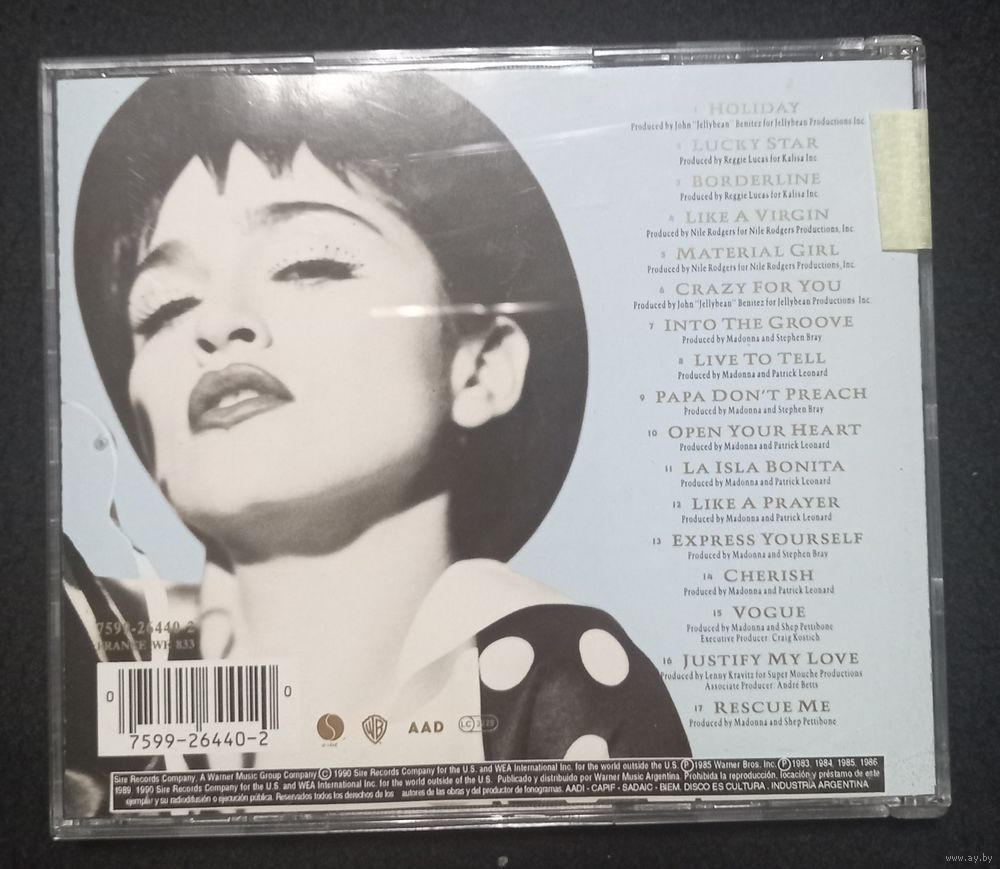 1 HOLIDAY
Produced by John "Jellybean" Benitez for Jellybean Productions Inc.
LUCKY STAR
Produced by Reggie Lucas for Kalisa Inc
3 BORDERLINE
Produced by Reggie Lucas for Kalisa Inc
4 LIKE A VIRGIN
Produced by Nile Rodgers for Nile Rodgers Productions, Inc.
5 MATERIAL GIRL
Produced by Nile Rodgers for Nile Rodgers Productions, Inc.
6 CRAZY FOR YOU
Produced by John "Jellybean" Benitez for Jellybean Productions Inc.
7 INTO THE GROOVE
Produced by Madonna and Stephen Bray
8 LIVE TO TELL
Produced by Madonna and Patrick Leonard
9 PAPA DON'T PREACH
Produced by Madonna and Stephen Bray
10 OPEN YOUR HEART
Produced by Madonna and Patrick Leonard
11 LA ISLA BONITA
Produced by Madonna and Patrick Leonard
12 LIKE A PRAYER
Produced by Madonna and Patrick Leonard
13 EXPRESS YOURSELF
Produced by Madonna and Stephen Bray
14 CHERISH
Produced by Madonna and Patrick Leonard
15 VOGUE
Produced by Madonna and Shep Pettibone
Executive Producer: Craig Kostich
16 JUSTIFY MY LOVE
Produced by Lenny Kravitz for Super Mouche Productions
Associate Producer: André Betts
17 RESCUE ME
Produced by Madonna and Shep Pettibone
7599-26440-2
FRANCE WE 833
0 0
7599-26440-2
S WB AAD LC
Sire Records Company, A Warner Music Group Company © 1990 Sire Records Company for the U.S. and WEA International Inc. for the world outside of the U.S. ℗ 1985 Warner Bros. Inc. ℗ 1983, 1984, 1985, 1986
1989, 1990 Sire Records Company for the U.S. and WEA International Inc. for the world outside of the U.S. Publicado y distribuido por Warner Music Argentina. Prohibida la reproducción, locación y préstamo de este
ejemplar y su radiodifusión o ejecución pública. Reservados todos los derechos de los autores de las obras y del productor de fonogramas. AADI - CAPIF - SADAIC - BIEM. DISCO ES CULTURA. INDUSTRIA ARGENTINA
www.ay.by